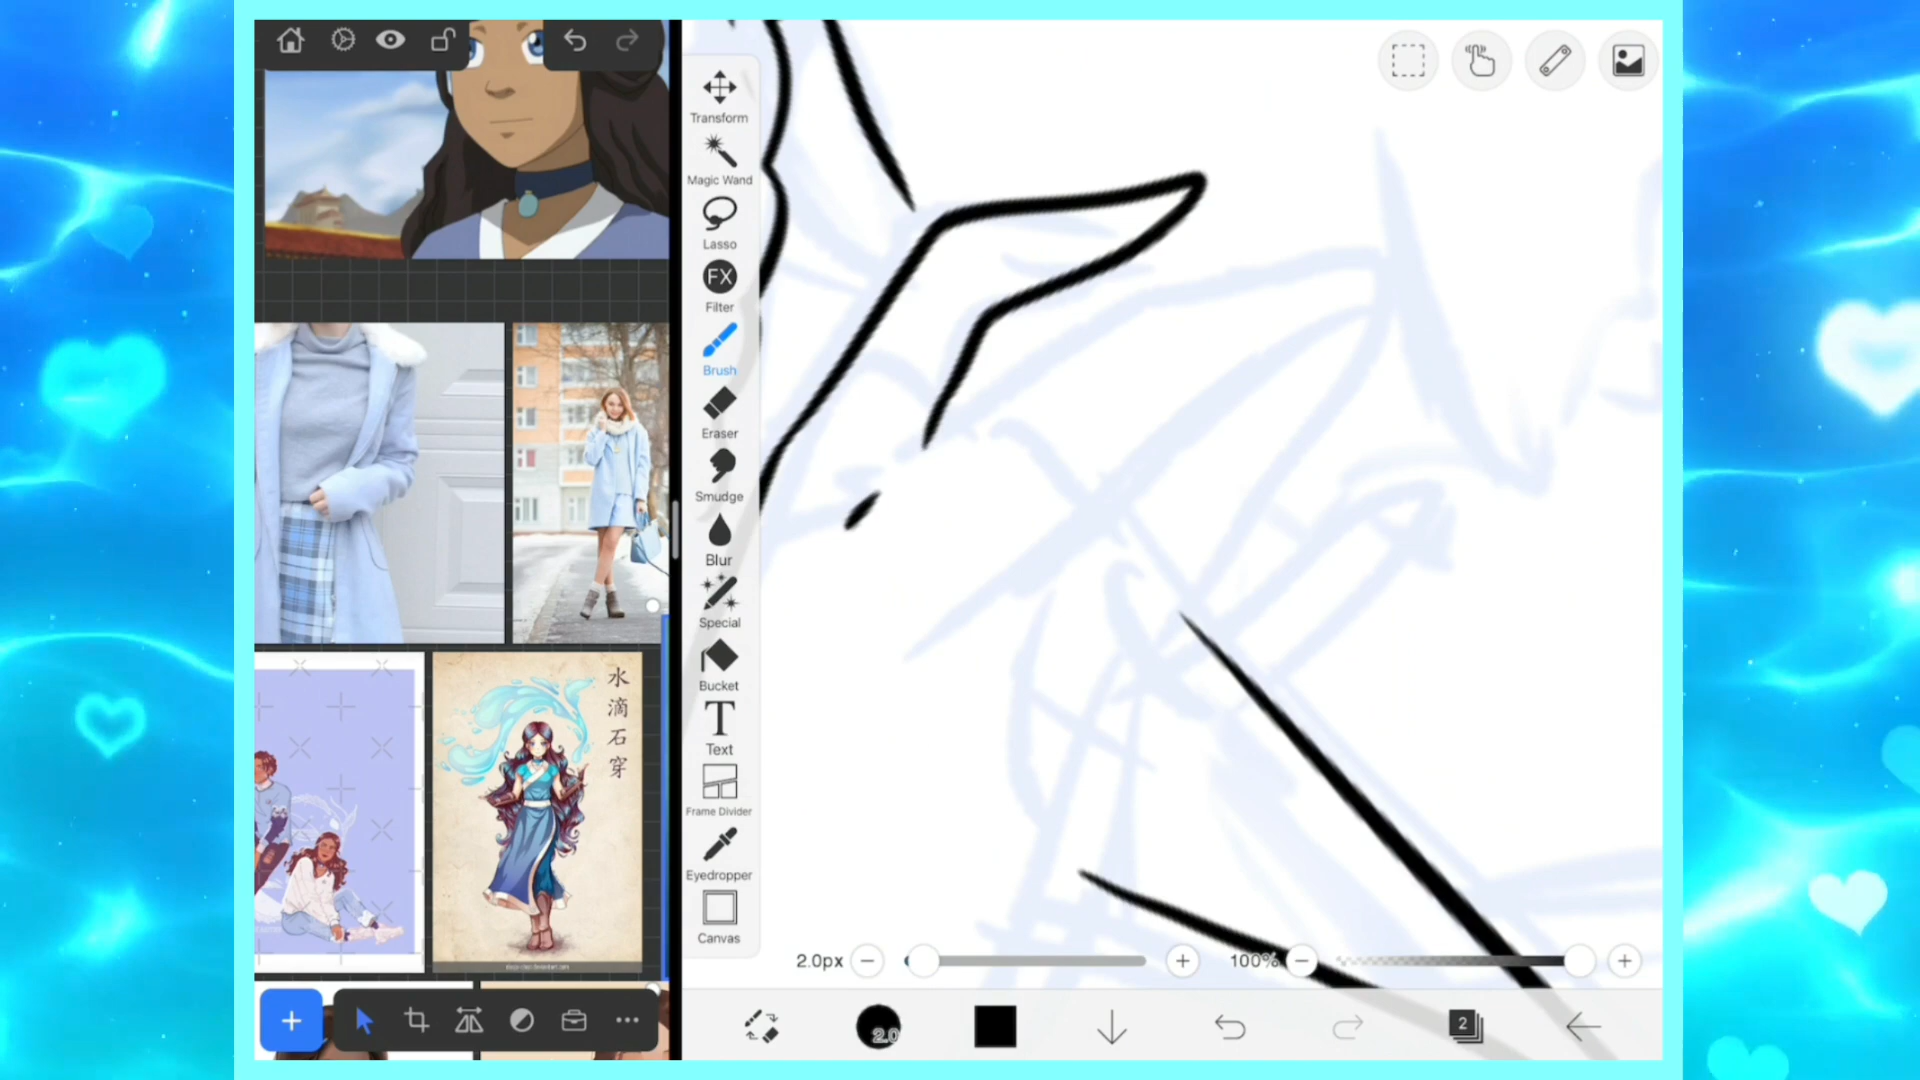 Transform
Magic Wand
Lasso
FX
Filter
Brush
Eraser
Smudge
Blur
Special
Bucket
T
Text
Frame Divider
Eyedropper
Canvas
水
滴
石
穿
2.0px
100%
2.0
2